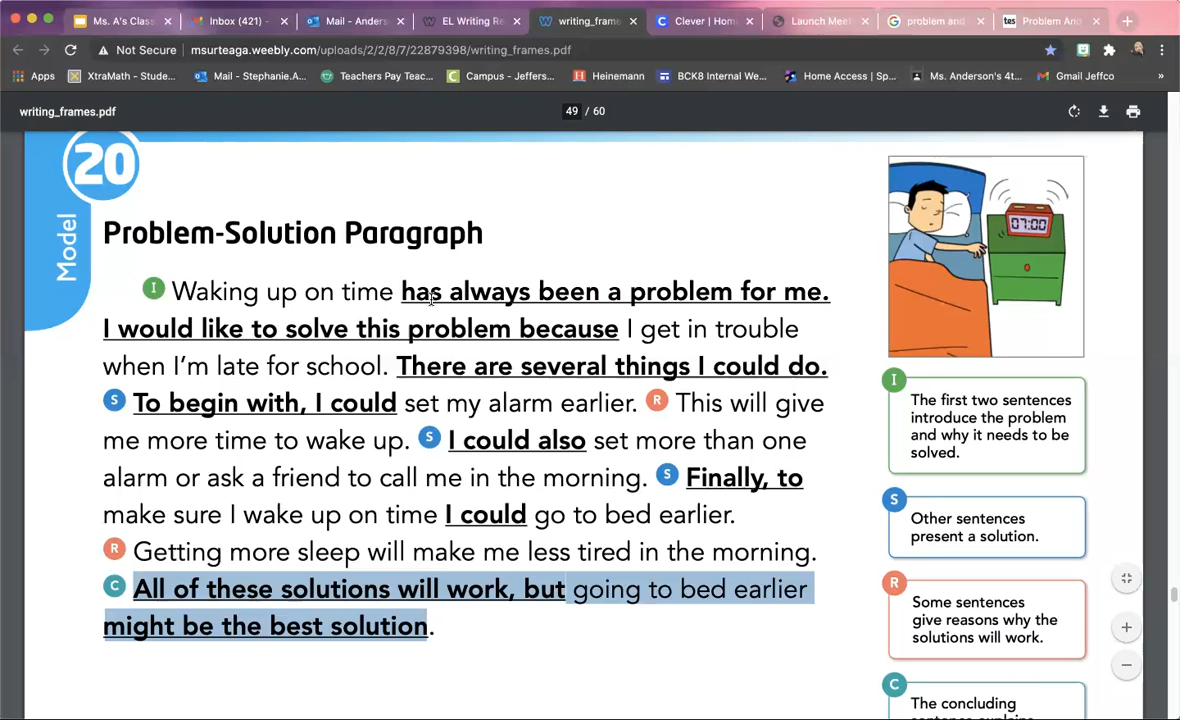 Ms. A's Class
Inbox (421) -
Mail - Anders
EL Writing Re
writing_frame
Clever | Hom
Launch Meet
problem and
tes
Problem And
Not Secure | msurteaga.weebly.com/uploads/2/2/8/7/22879398/writing_frames.pdf
Apps
XtraMath - Stude...
Mail - Stephanie.A...
Teachers Pay Teac...
Campus - Jeffers...
Heinemann
BCK8 Internal We...
Home Access | Sp...
Ms. Anderson's 4t...
Gmail Jeffco
»
writing_frames.pdf
49 / 60
20
Model
Problem-Solution Paragraph
I Waking up on time has always been a problem for me.
I would like to solve this problem because I get in trouble
when I'm late for school. There are several things I could do.
S To begin with, I could set my alarm earlier. R This will give
me more time to wake up. S I could also set more than one
alarm or ask a friend to call me in the morning. S Finally, to
make sure I wake up on time I could go to bed earlier.
R Getting more sleep will make me less tired in the morning.
C All of these solutions will work, but going to bed earlier
might be the best solution.
07:00
I
The first two sentences
introduce the problem
and why it needs to be
solved.
S
Other sentences
present a solution.
R
Some sentences
give reasons why the
solutions will work.
C
The concluding